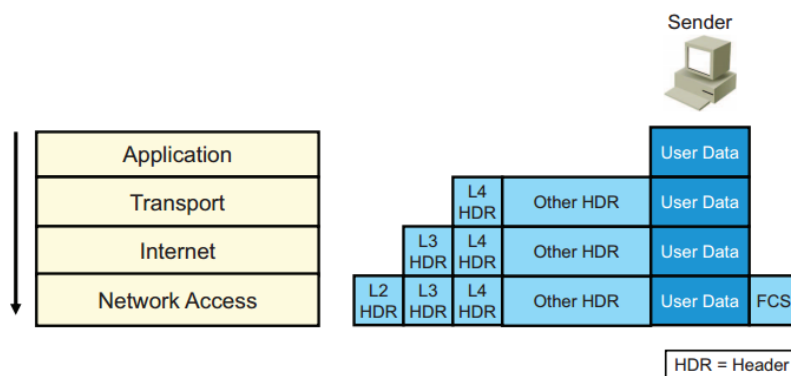 Sender
Application
User Data
Transport
L4
HDR
Other HDR
User Data
Internet
L3
HDR
L4
HDR
Other HDR
User Data
Network Access
L2
HDR
L3
HDR
L4
HDR
Other HDR
User Data
FCS
HDR = Header